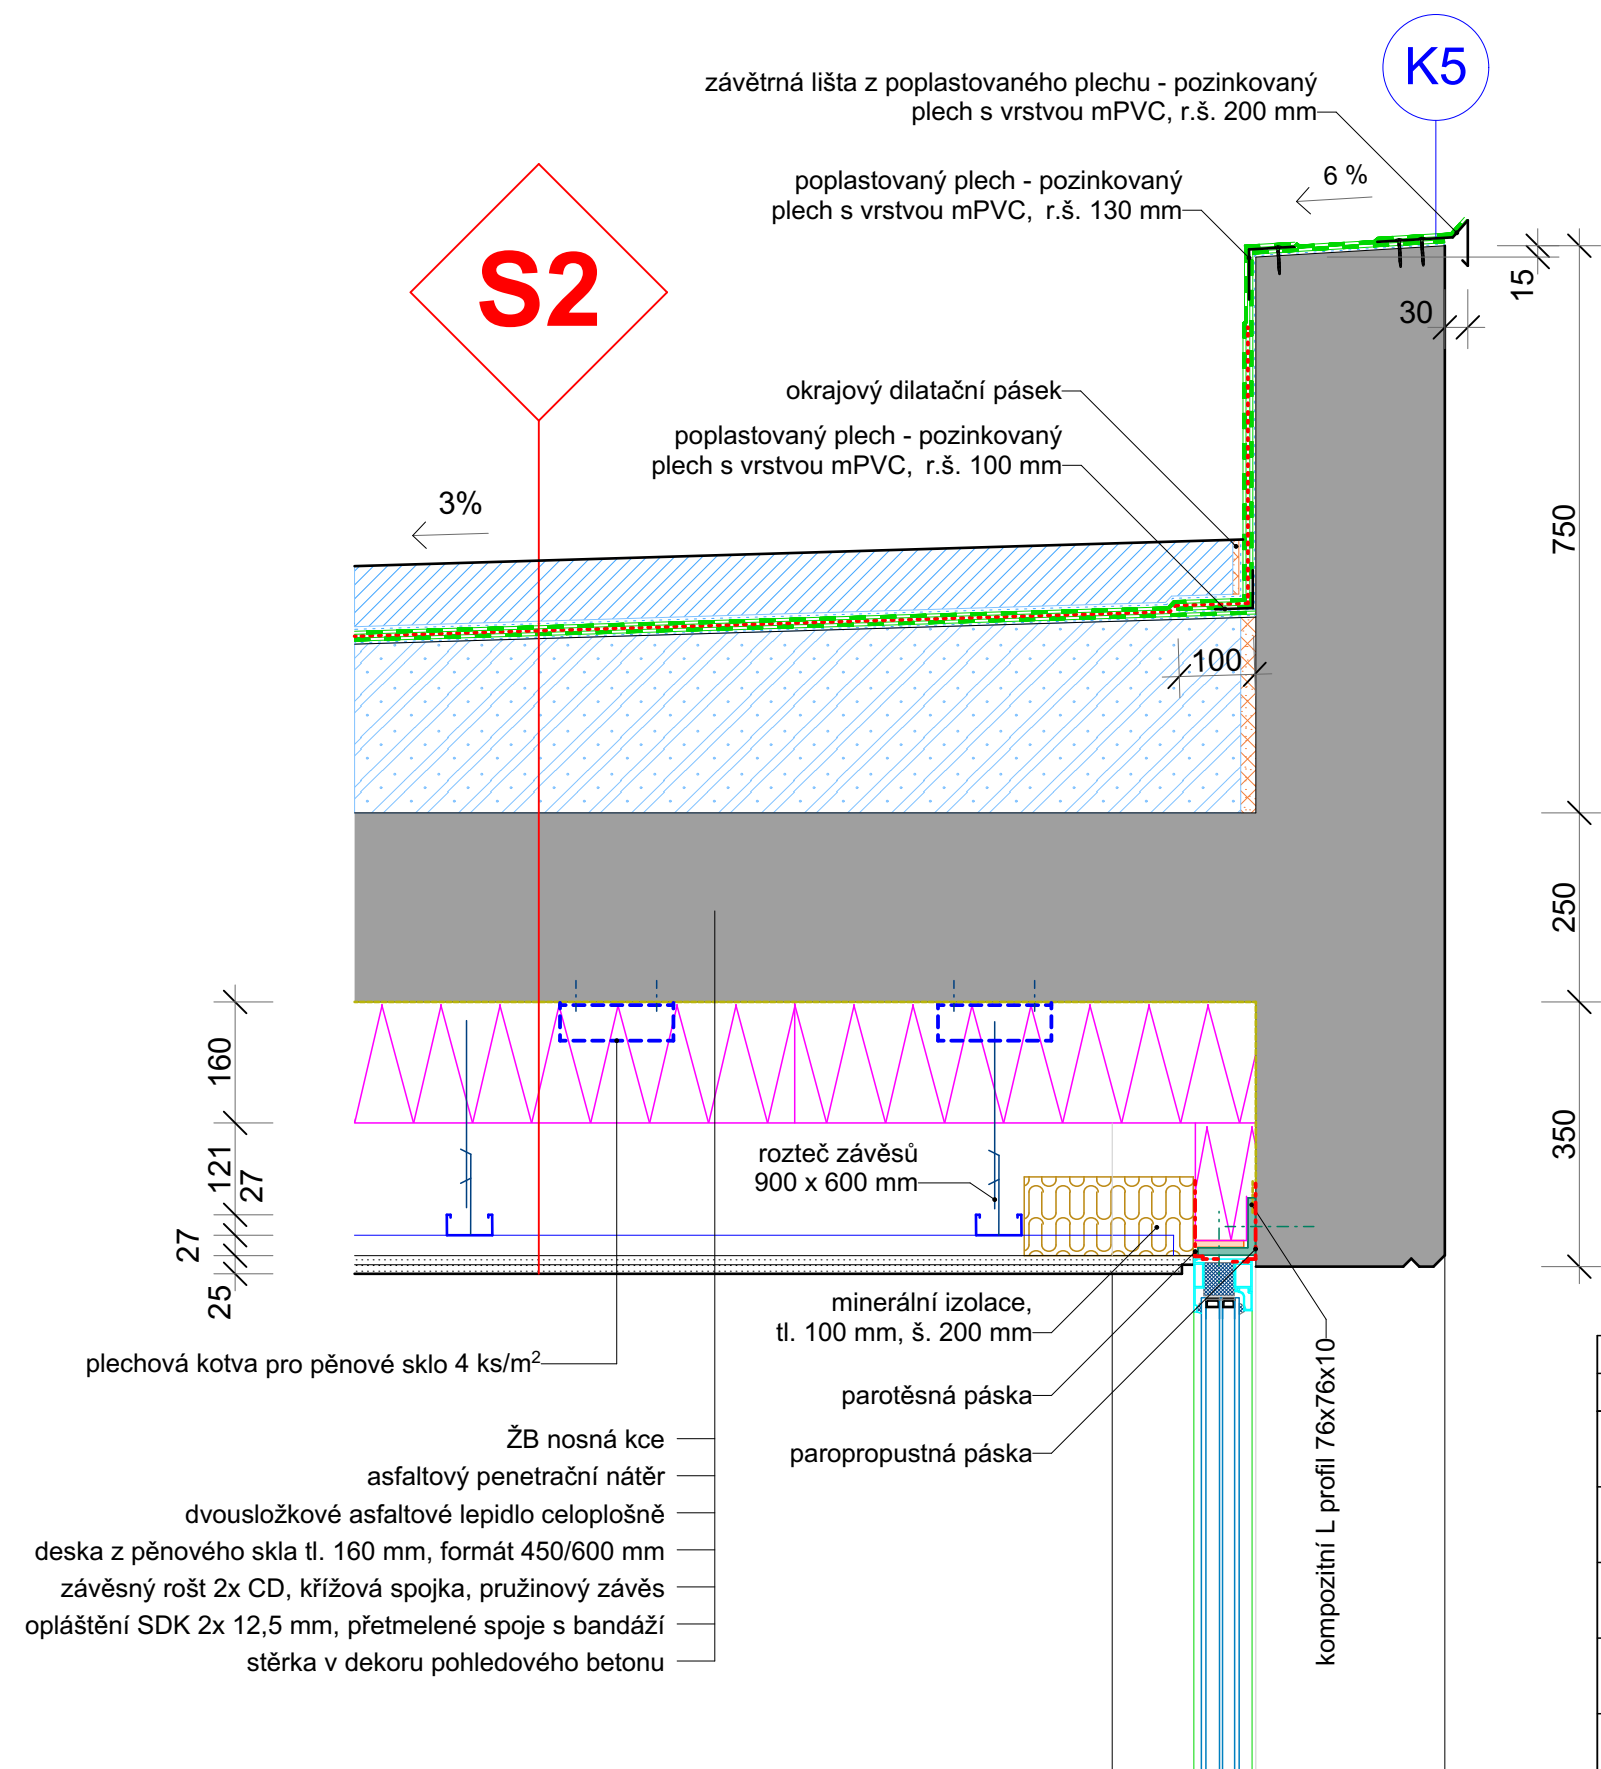 K5
závětrná lišta z poplastovaného plechu - pozinkovaný
plech s vrstvou mPVC, r.š. 200 mm
6 %
poplastovaný plech - pozinkovaný
plech s vrstvou mPVC,  r.š. 130 mm
S2
15
30
okrajový dilatační pásek
poplastovaný plech - pozinkovaný
plech s vrstvou mPVC,  r.š. 100 mm
3%
750
100
250
160
350
121
27
rozteč závěsů
900 x 600 mm
27
25
minerální izolace,
tl. 100 mm, š. 200 mm
plechová kotva pro pěnové sklo 4 ks/m²
parotěsná páska
paropropustná páska
kompozitní L profil 76x76x10
ŽB nosná kce
asfaltový penetrační nátěr
dvousložkové asfaltové lepidlo celoplošně
deska z pěnového skla tl. 160 mm, formát 450/600 mm
závěsný rošt 2x CD, křížová spojka, pružinový závěs
opláštění SDK 2x 12,5 mm, přetmelené spoje s bandáží
stěrka v dekoru pohledového betonu